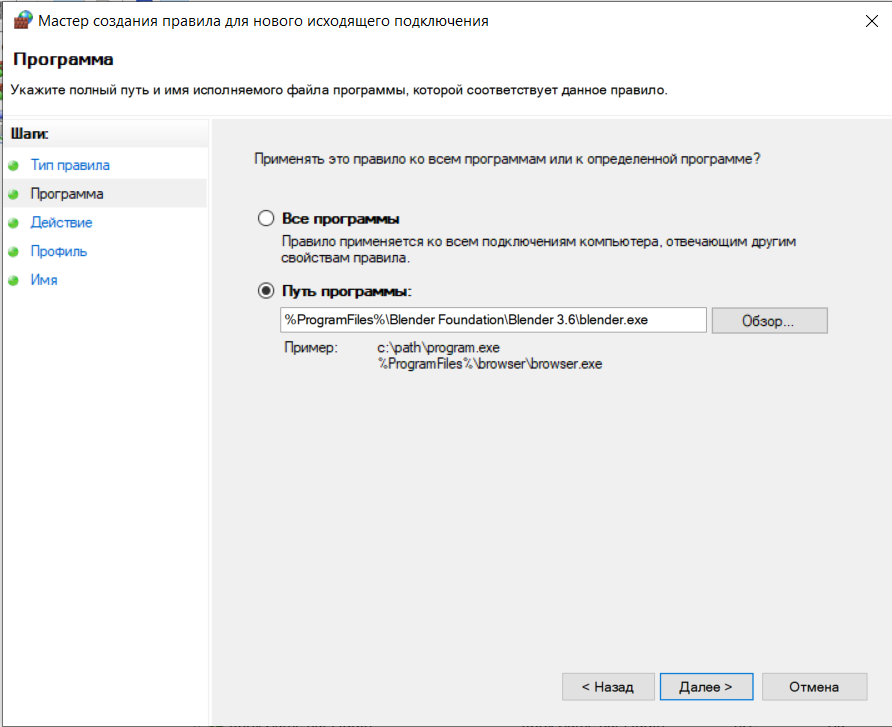 Мастер создания правила для нового исходящего подключения
Программа
Укажите полный путь и имя исполняемого файла программы, которой соответствует данное правило.
Шаги:
Тип правила
Программа
Действие
Профиль
Имя
Применять это правило ко всем программам или к определенной программе?
Все программы
Правило применяется ко всем подключениям компьютера, отвечающим другим
свойствам правила.
Путь программы:
%ProgramFiles%\Blender Foundation\Blender 3.6\blender.exe
Обзор...
Пример: c:\path\program.exe
%ProgramFiles%\browser\browser.exe
< Назад Далее > Отмена